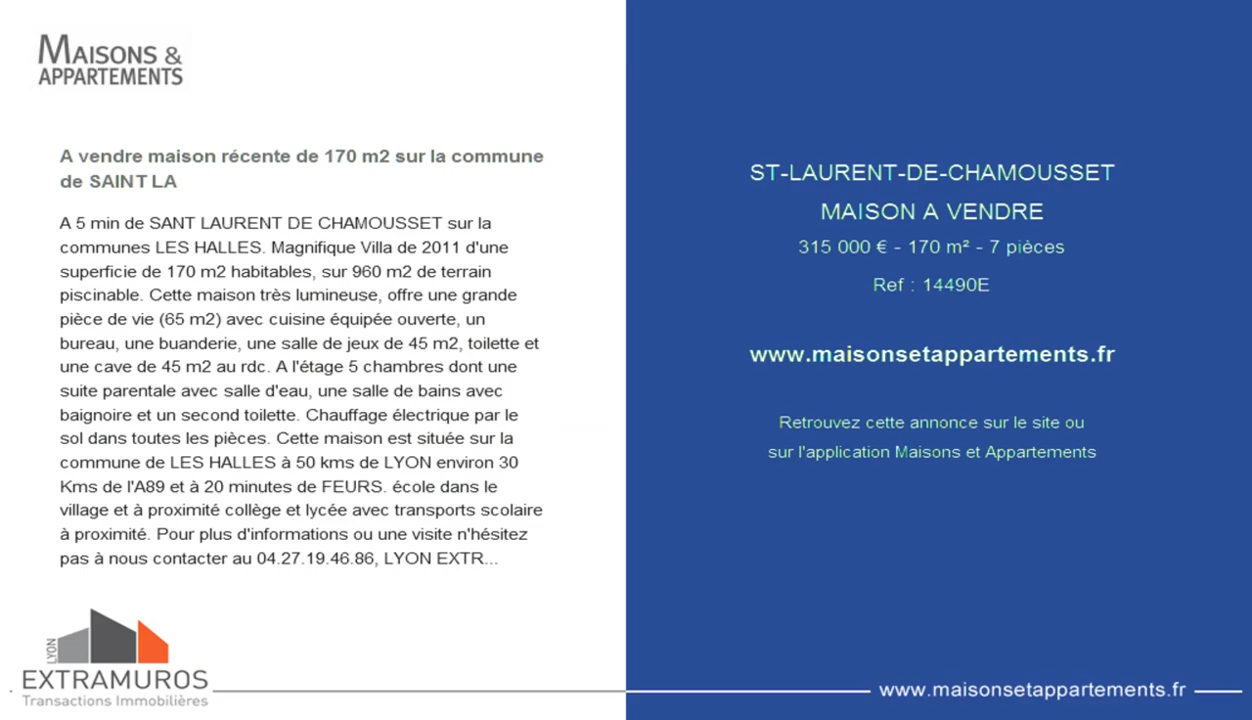 MAISONS &
APPARTEMENTS
A vendre maison récente de 170 m2 sur la commune
de SAINT LA
A 5 min de SANT LAURENT DE CHAMOUSSET sur la
communes LES HALLES. Magnifique Villa de 2011 d'une
superficie de 170 m2 habitables, sur 960 m2 de terrain
piscinable. Cette maison très lumineuse, offre une grande
pièce de vie (65 m2) avec cuisine équipée ouverte, un
bureau, une buanderie, une salle de jeux de 45 m2, toilette et
une cave de 45 m2 au rdc. A l'étage 5 chambres dont une
suite parentale avec salle d'eau, une salle de bains avec
baignoire et un second toilette. Chauffage électrique par le
sol dans toutes les pièces. Cette maison est située sur la
commune de LES HALLES à 50 kms de LYON environ 30
Kms de l'A89 et à 20 minutes de FEURS. école dans le
village et à proximité collège et lycée avec transports scolaire
à proximité. Pour plus d'informations ou une visite n'hésitez
pas à nous contacter au 04.27.19.46.86, LYON EXTR...
LYON
EXTRAMUROS
Transactions Immobilières
ST-LAURENT-DE-CHAMOUSSET
MAISON A VENDRE
315 000 € - 170 m² - 7 pièces
Ref : 14490E
www.maisonsetappartements.fr
Retrouvez cette annonce sur le site ou
sur l'application Maisons et Appartements
www.maisonsetappartements.fr